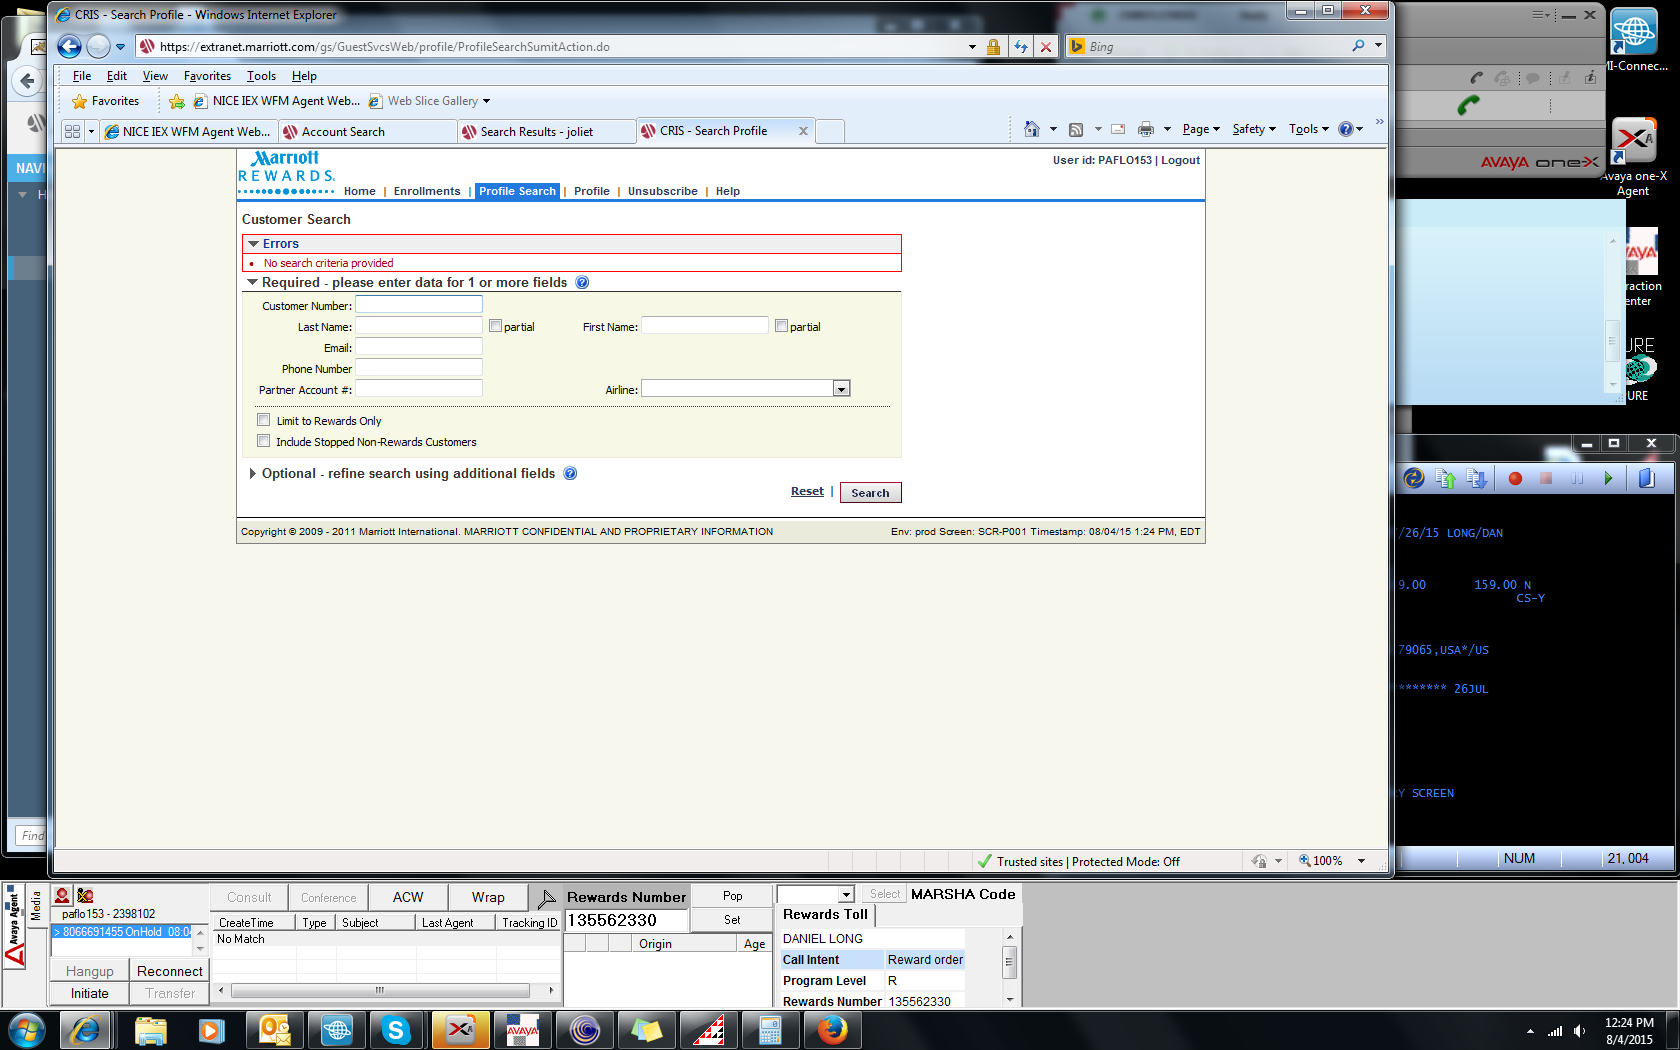 CRIS - Search Profile - Windows Internet Explorer
https://extranet.marriott.com/gs/GuestSvcsWeb/profile/ProfileSearchSumitAction.do
Bing
File Edit View Favorites Tools Help
Favorites NICE IEX WFM Agent Web... Web Slice Gallery
NICE IEX WFM Agent Web... Account Search Search Results - joliet CRIS - Search Profile
Page Safety Tools
Marriott
REWARDS.
User id: PAFLO153 | Logout
Home | Enrollments | Profile Search | Profile | Unsubscribe | Help
Customer Search
Errors
No search criteria provided
Required - please enter data for 1 or more fields
Customer Number:
Last Name: partial First Name: partial
Email:
Phone Number
Partner Account #: Airline:
Limit to Rewards Only
Include Stopped Non-Rewards Customers
Optional - refine search using additional fields
Reset | Search
Copyright © 2009 - 2011 Marriott International. MARRIOTT CONFIDENTIAL AND PROPRIETARY INFORMATION Env: prod Screen: SCR-P001 Timestamp: 08/04/15 1:24 PM, EDT
Trusted sites | Protected Mode: Off 100%
NAVI
H
Find
MI-Connec...
AVAYA one-X
Avaya one-X
Agent
AVAYA
raction
enter
URE
URE
/26/15 LONG/DAN
9.00 159.00 N
CS-Y
79065,USA*/US
******* 26JUL
Y SCREEN
NUM 21, 004
Avaya Agent
Media
paflo153 - 2398102
> 8066691455 OnHold 08:04
Hangup Reconnect
Initiate Transfer
Consult Conference ACW Wrap
CreateTime Type Subject Last Agent Tracking ID
No Match
Rewards Number Pop
135562330 Set
Origin Age
Select MARSHA Code
Rewards Toll
DANIEL LONG
Call Intent Reward order
Program Level R
Rewards Number 135562330
AVAYA
12:24 PM
8/4/2015